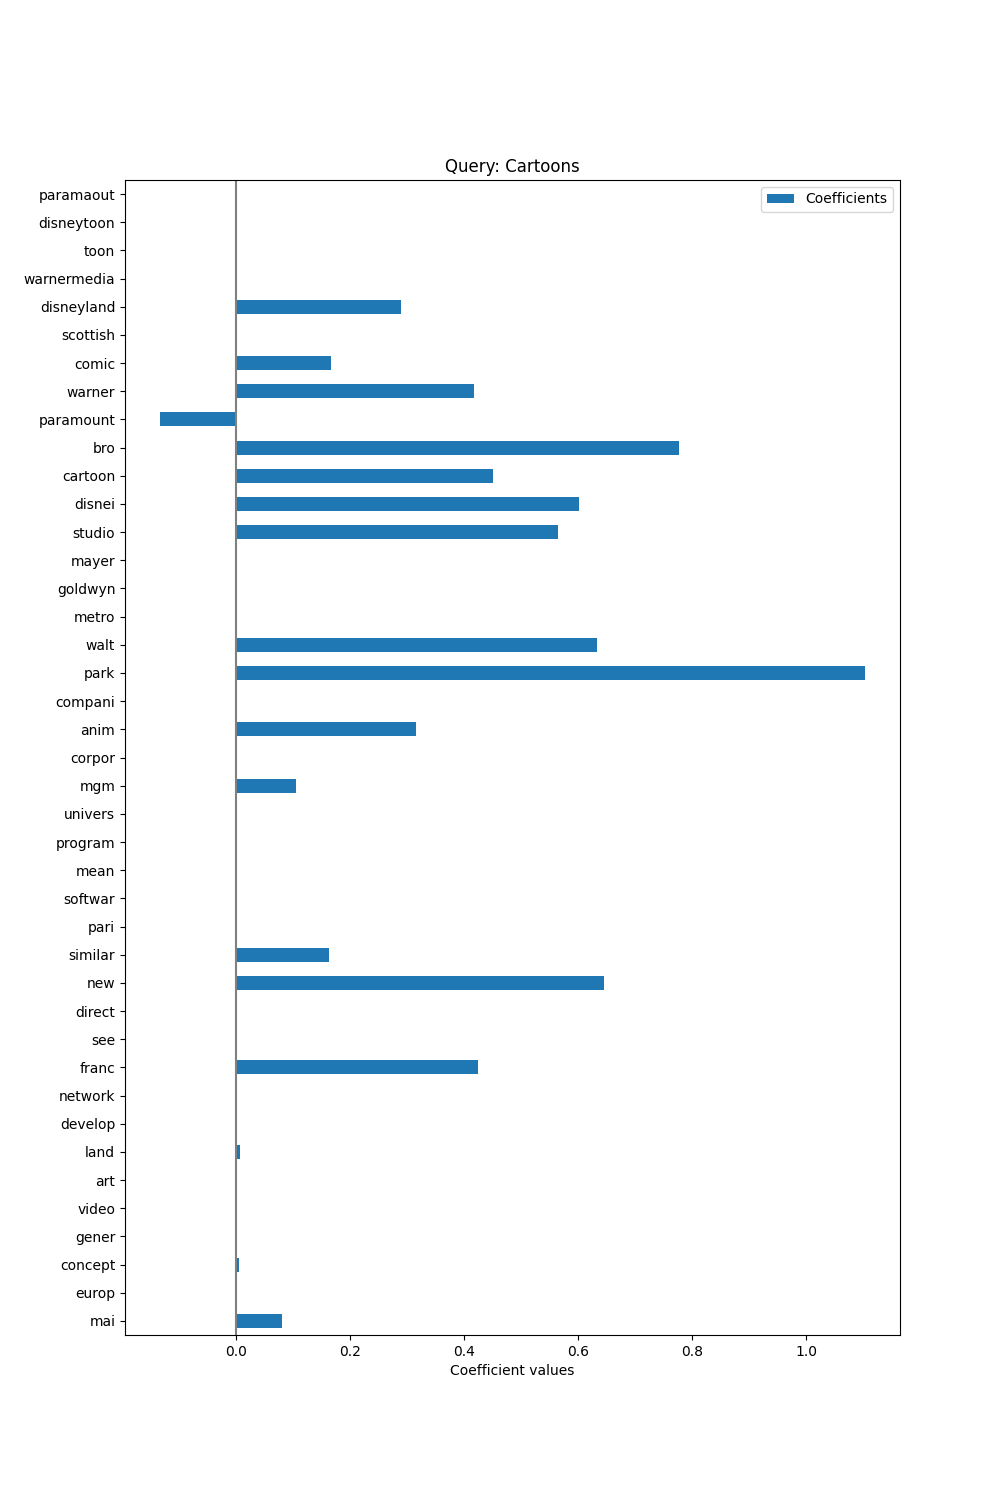 Query: Cartoons
Coefficients
paramaout
disneytoon
toon
warnermedia
disneyland
scottish
comic
warner
paramount
bro
cartoon
disnei
studio
mayer
goldwyn
metro
walt
park
compani
anim
corpor
mgm
univers
program
mean
softwar
pari
similar
new
direct
see
franc
network
develop
land
art
video
gener
concept
europ
mai
0.0 0.2 0.4 0.6 0.8 1.0
Coefficient values